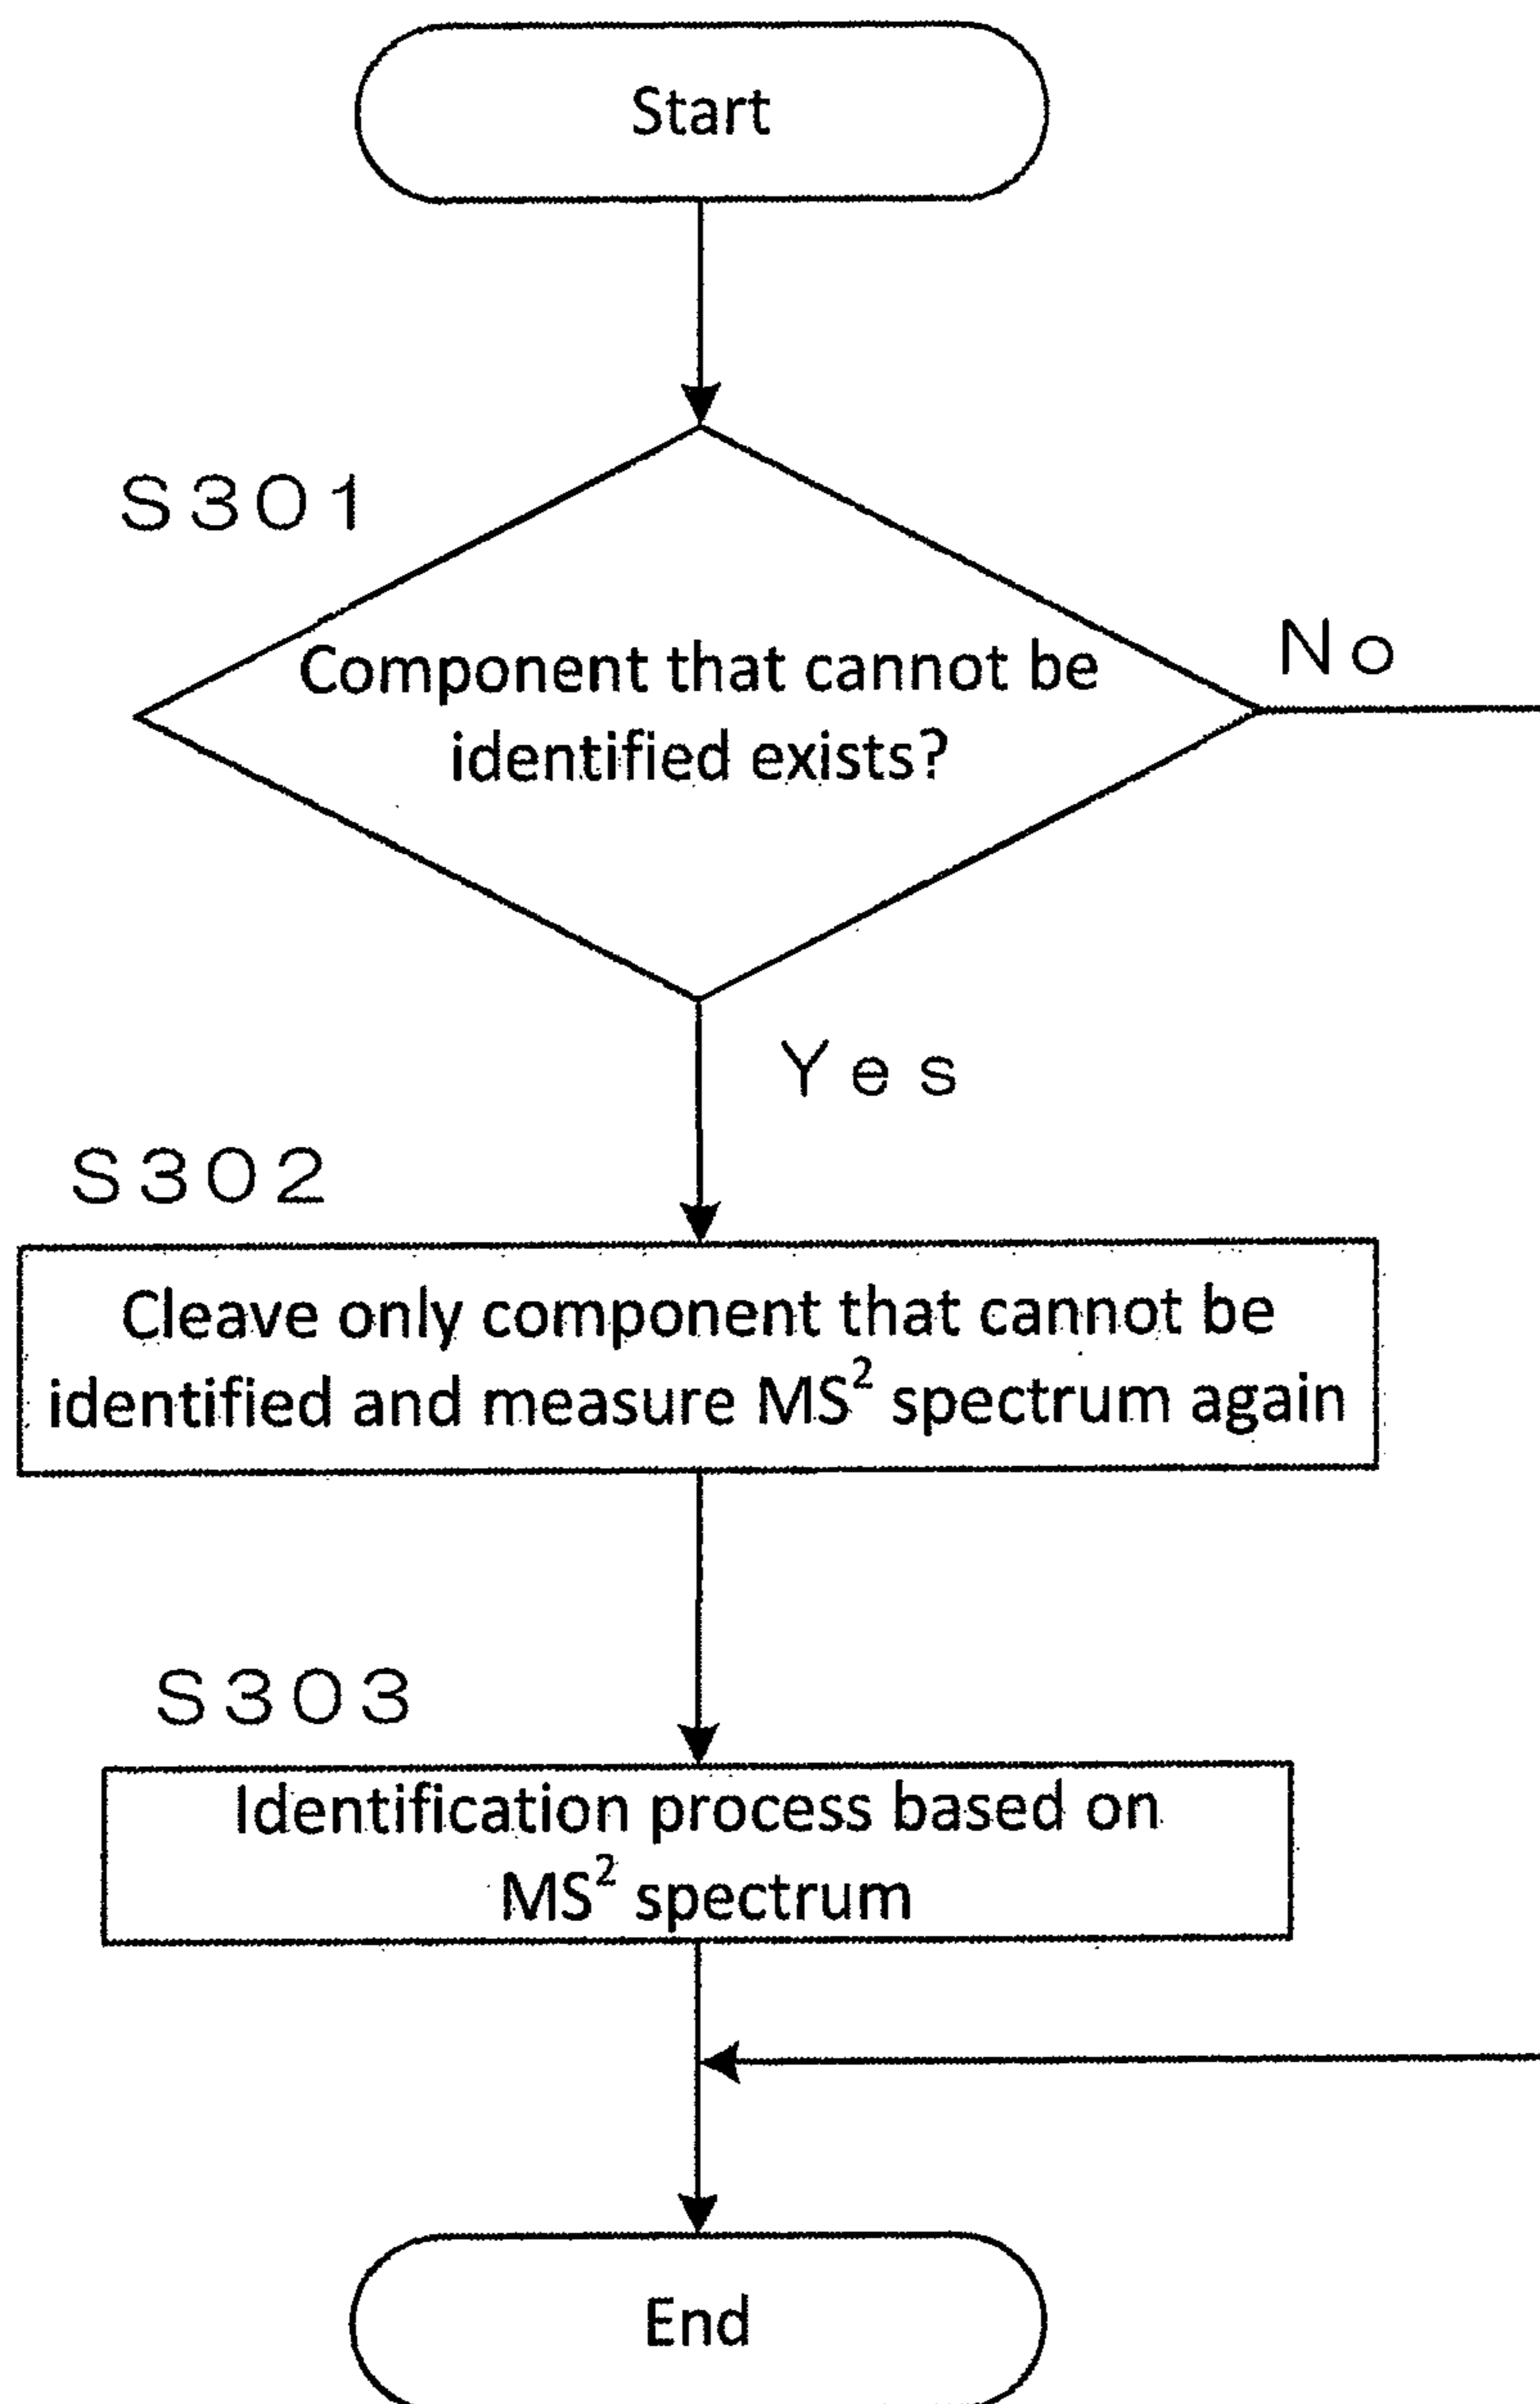 Start
S301
Component that cannot be
identified exists?
No
Yes
S302
Cleave only component that cannot be
identified and measure MS² spectrum again
S303
Identification process based on
MS² spectrum
End